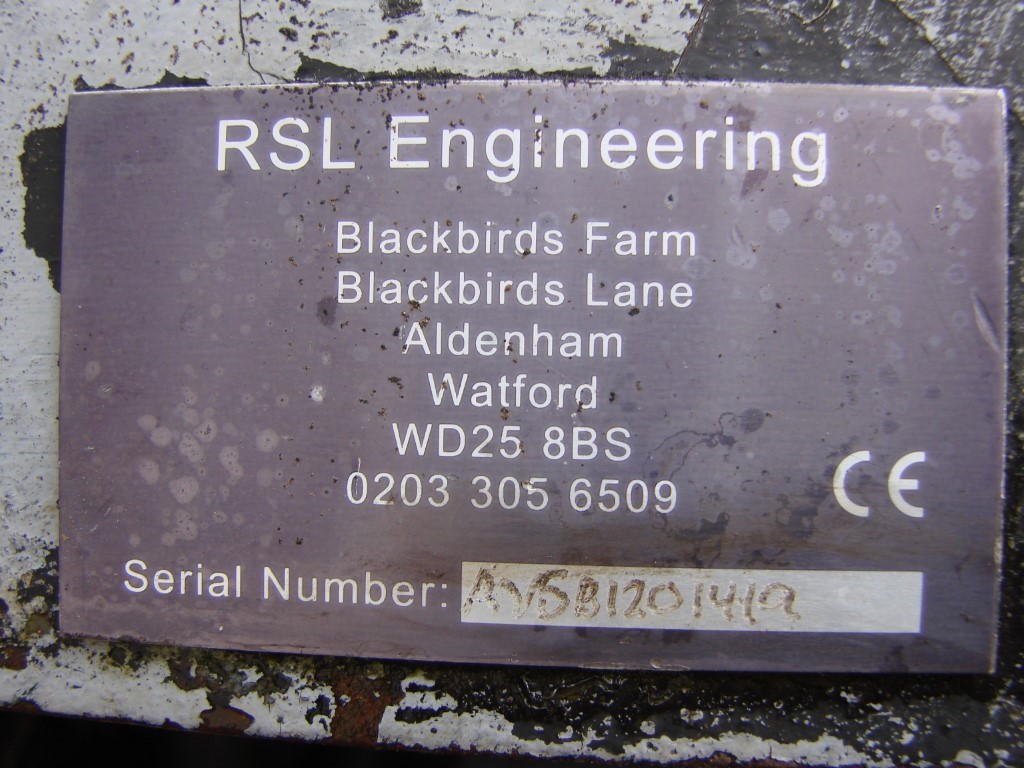 RSL Engineering
Blackbirds Farm
Blackbirds Lane
Aldenham
Watford
WD25 8BS
0203 305 6509
CE
Serial Number: